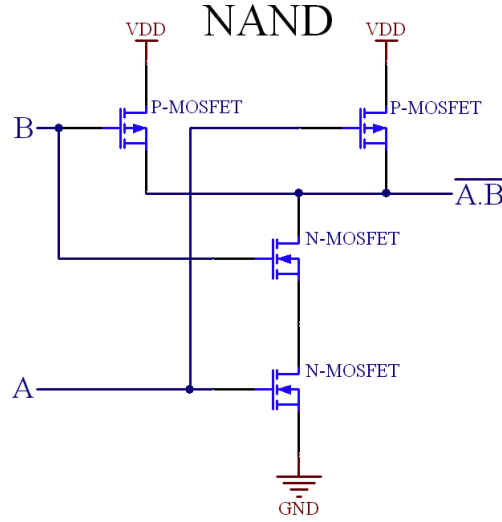 NAND
VDD
VDD
P-MOSFET
P-MOSFET
B
A.B
N-MOSFET
N-MOSFET
A
GND